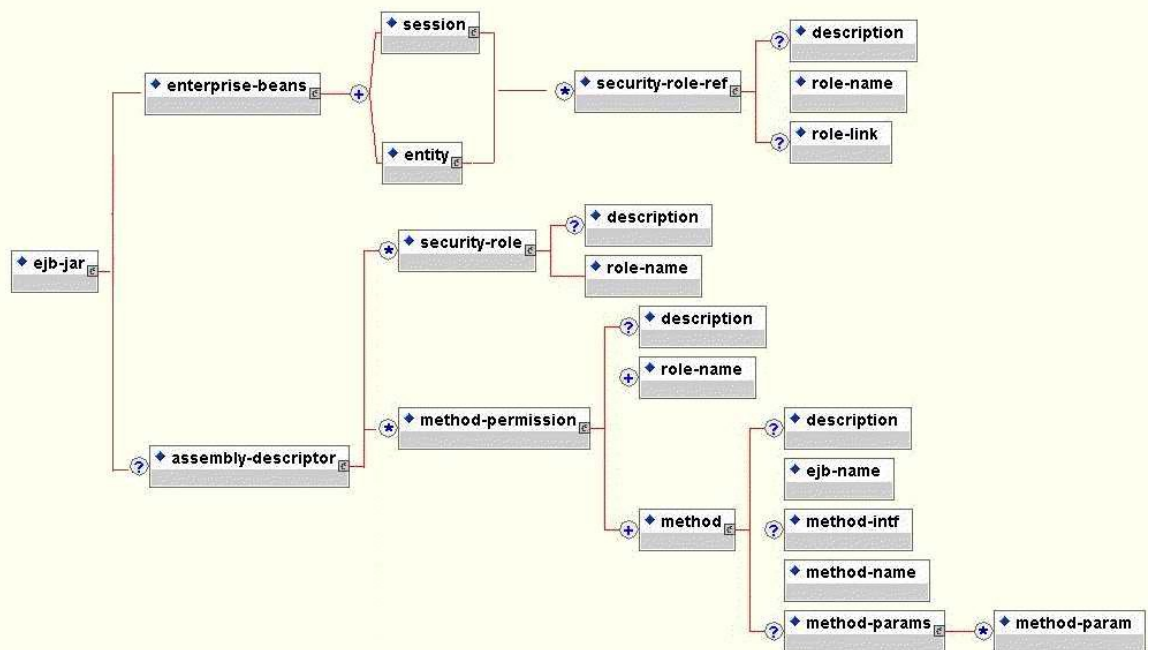 session
description
enterprise-beans
security-role-ref
role-name
role-link
entity
description
security-role
ejb-jar
role-name
description
role-name
method-permission
description
assembly-descriptor
ejb-name
method
method-intf
method-name
method-params
method-param